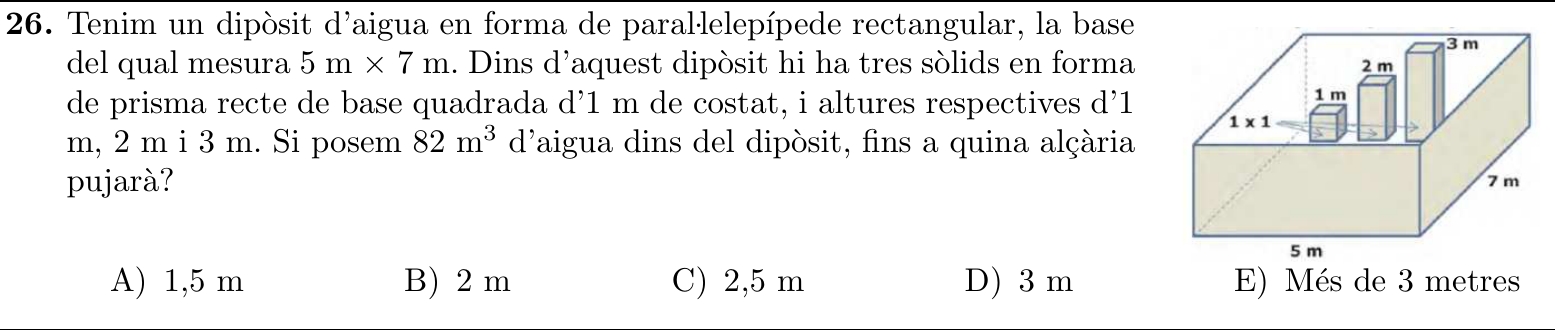 26. Tenim un dipòsit d'aigua en forma de paral·lelepípede rectangular, la base
del qual mesura 5 m × 7 m. Dins d'aquest dipòsit hi ha tres sòlids en forma
de prisma recte de base quadrada d'1 m de costat, i altures respectives d'1
m, 2 m i 3 m. Si posem 82 m³ d'aigua dins del dipòsit, fins a quina alçària
pujarà?
3 m
2 m
1 m
1 x 1
7 m
5 m
A) 1,5 m B) 2 m C) 2,5 m D) 3 m E) Més de 3 metres